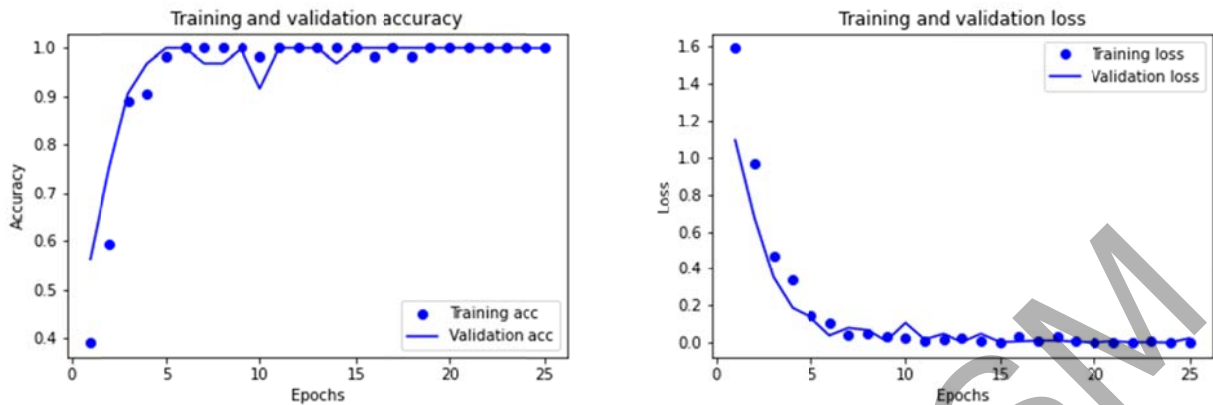 Training and validation accuracy
1.0
0.9
0.8
0.7
0.6
0.5
0.4
Accuracy
Training acc
Validation acc
0 5 10 15 20 25
Epochs
Training and validation loss
1.6
1.4
1.2
1.0
0.8
0.6
0.4
0.2
0.0
Loss
Training loss
Validation loss
0 5 10 15 20 25
Epochs
SM